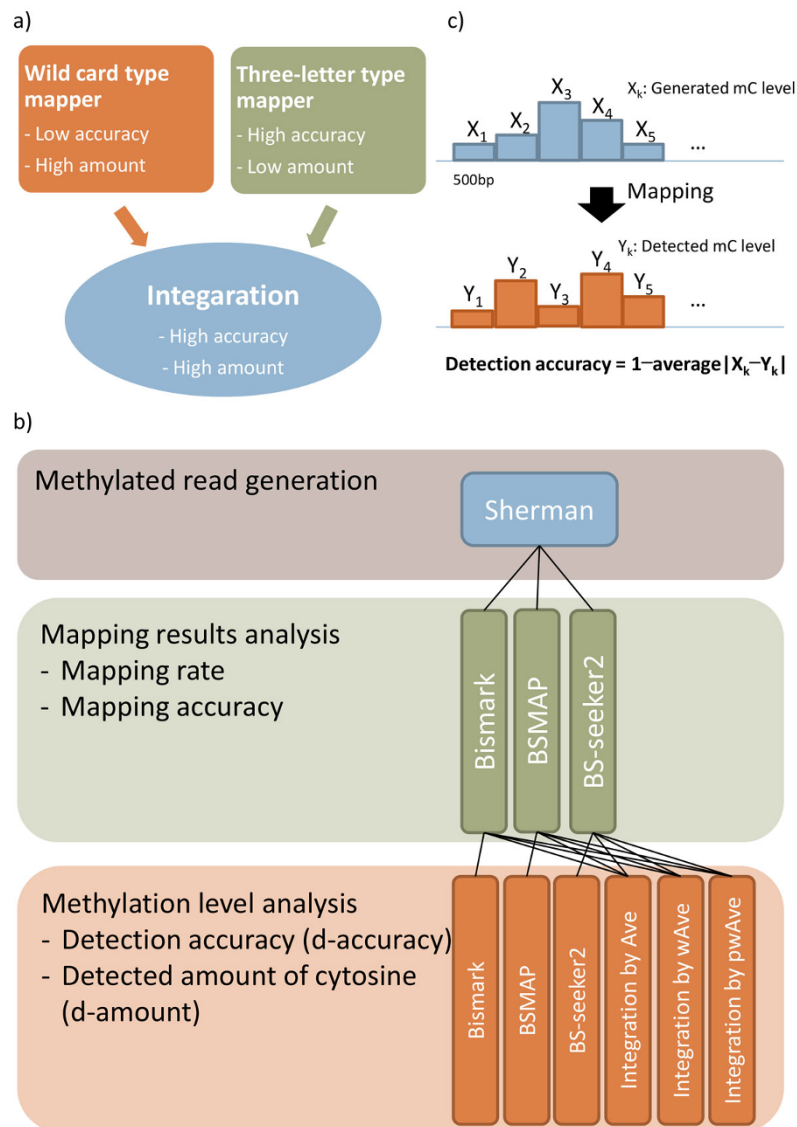 a)
Wild card type
mapper
- Low accuracy
- High amount
Three-letter type
mapper
- High accuracy
- Low amount
Integaration
- High accuracy
- High amount
c)
Xk: Generated mC level
X1
X2
X3
X4
X5
...
500bp
Mapping
Yk: Detected mC level
Y1
Y2
Y3
Y4
Y5
...
Detection accuracy = 1−average|Xk−Yk|
b)
Methylated read generation
Sherman
Mapping results analysis
- Mapping rate
- Mapping accuracy
Bismark
BSMAP
BS-seeker2
Methylation level analysis
- Detection accuracy (d-accuracy)
- Detected amount of cytosine
(d-amount)
Bismark
BSMAP
BS-seeker2
Integration by Ave
Integration by wAve
Integration by pwAve